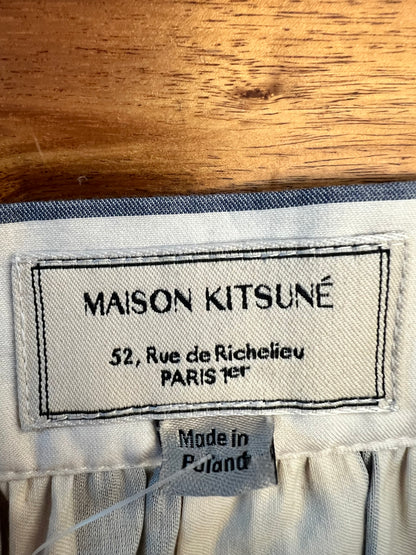 MAISON KITSUNÉ
52, Rue de Richelieu
PARIS 1er
Made in
Poland